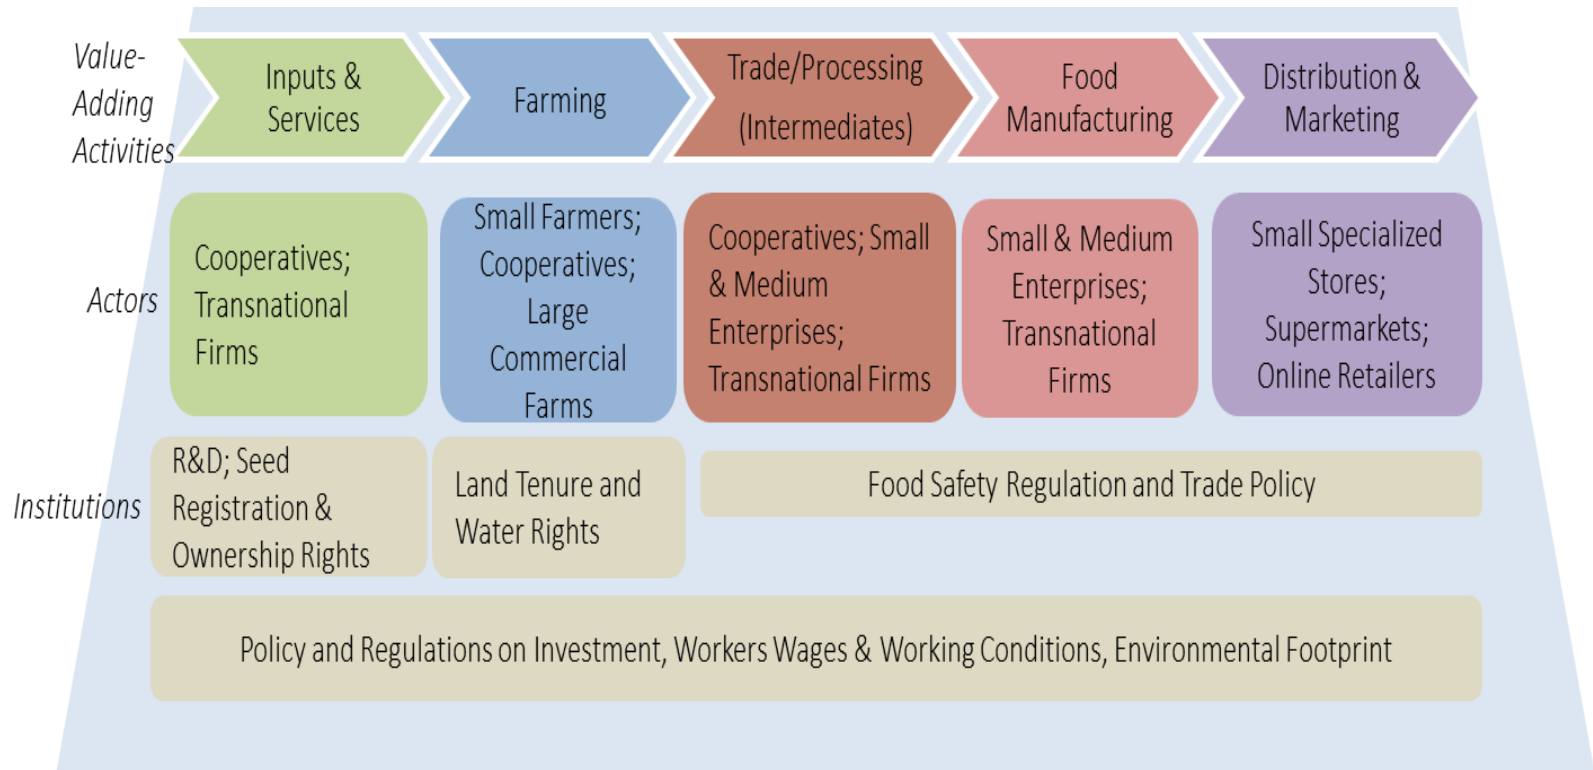 Value-
Adding
Activities
Inputs &
Services
Farming
Trade/Processing
(Intermediates)
Food
Manufacturing
Distribution &
Marketing
Actors
Cooperatives;
Transnational
Firms
Small Farmers;
Cooperatives;
Large
Commercial
Farms
Cooperatives; Small
& Medium
Enterprises;
Transnational Firms
Small & Medium
Enterprises;
Transnational
Firms
Small Specialized
Stores;
Supermarkets;
Online Retailers
Institutions
R&D; Seed
Registration &
Ownership Rights
Land Tenure and
Water Rights
Food Safety Regulation and Trade Policy
Policy and Regulations on Investment, Workers Wages & Working Conditions, Environmental Footprint